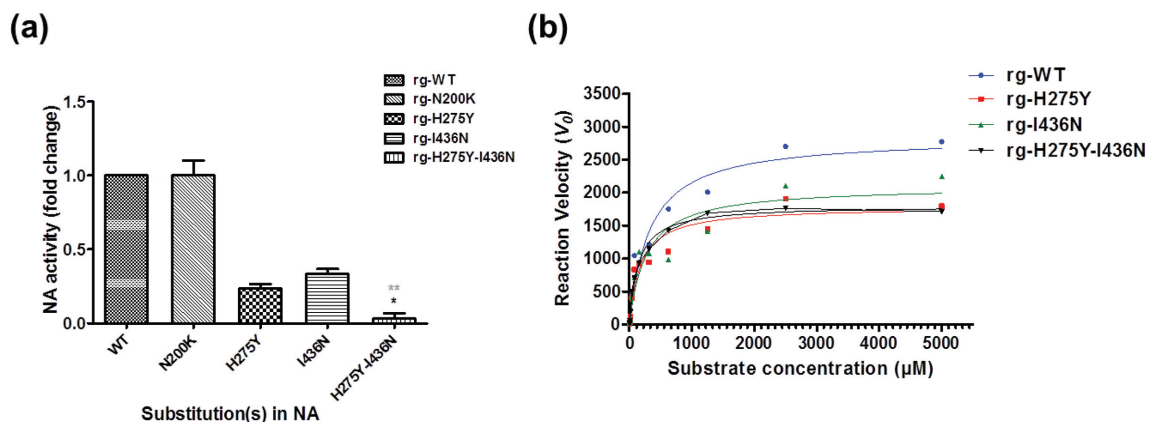 (a)
rg-WT
rg-N200K
rg-H275Y
rg-I436N
rg-H275Y-I436N
NA activity (fold change)
1.5
1.0
0.5
0.0
**
*
WT
N200K
H275Y
I436N
H275Y-I436N
Substitution(s) in NA
(b)
rg-WT
rg-H275Y
rg-I436N
rg-H275Y-I436N
Reaction Velocity (V0)
3500
3000
2500
2000
1500
1000
500
0
0 1000 2000 3000 4000 5000
Substrate concentration (µM)